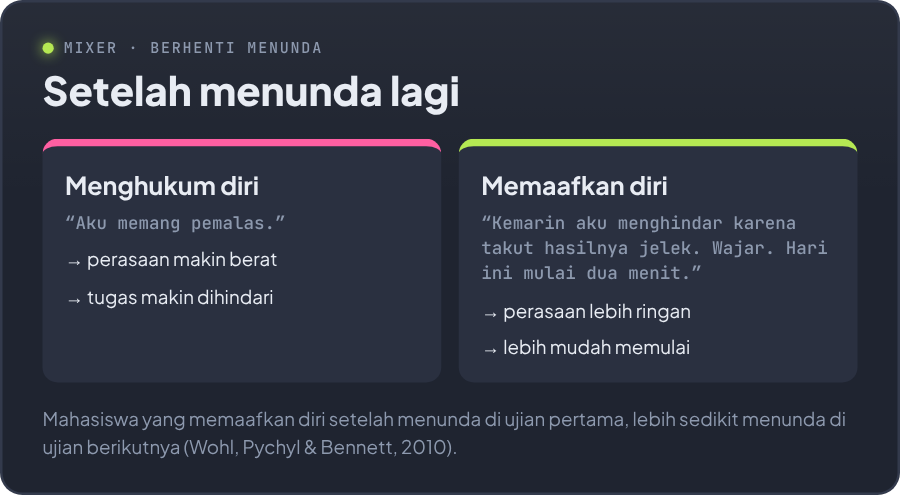 MIXER · BERHENTI MENUNDA
Setelah menunda lagi
Menghukum diri
“Aku memang pemalas.”
→ perasaan makin berat
→ tugas makin dihindari
Memaafkan diri
“Kemarin aku menghindar karena
takut hasilnya jelek. Wajar. Hari
ini mulai dua menit.”
→ perasaan lebih ringan
→ lebih mudah memulai
Mahasiswa yang memaafkan diri setelah menunda di ujian pertama, lebih sedikit menunda di
ujian berikutnya (Wohl, Pychyl & Bennett, 2010).